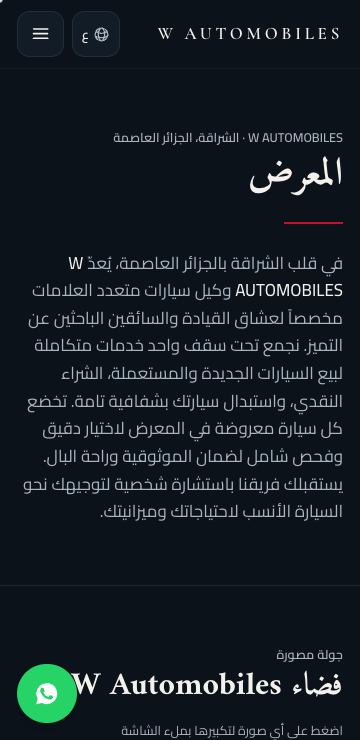 W AUTOMOBILES
ع
W AUTOMOBILES · الشراقة، الجزائر العاصمة
المعرض
في قلب الشراقة بالجزائر العاصمة، يُعدّ W
AUTOMOBILES وكيل سيارات متعدد العلامات
مخصصاً لعشاق القيادة والسائقين الباحثين عن
التميز. نجمع تحت سقف واحد خدمات متكاملة
لبيع السيارات الجديدة والمستعملة، الشراء
النقدي، واستبدال سيارتك بشفافية تامة. تخضع
كل سيارة معروضة في المعرض لاختيار دقيق
وفحص شامل لضمان الموثوقية وراحة البال.
يستقبلك فريقنا باستشارة شخصية لتوجيهك نحو
السيارة الأنسب لاحتياجاتك وميزانيتك.
جولة مصورة
فضاء W Automobiles
اضغط على أي صورة لتكبيرها بملء الشاشة